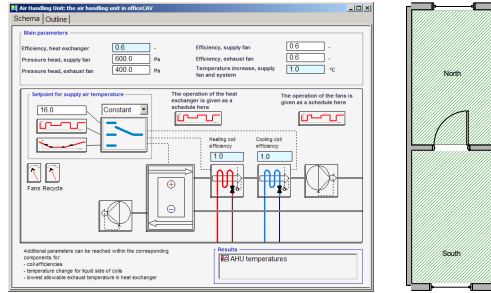 Air Handling Unit: the air handling unit in officeCAV
Schema Outline
Main parameters
Efficiency, heat exchanger 0.6 -
Pressure head, supply fan 600.0 Pa
Pressure head, exhaust fan 400.0 Pa
Efficiency, supply fan 0.6 -
Efficiency, exhaust fan 0.6 -
Temperature increase, supply 1.0 °C
fan and system
Setpoint for supply air temperature
16.0 Constant
The operation of the heat
exchanger is given as a
schedule here
The operation of the fans is
given as a schedule here
Heating coil
efficiency
1.0
Cooling coil
efficiency
1.0
Fans Recycle
Additional parameters can be reached within the corresponding
components for:
- coil efficiencies
- temperature change for liquid side of coils
- lowest allowable exhaust temperature in heat exchanger
Results
AHU temperatures
North
South